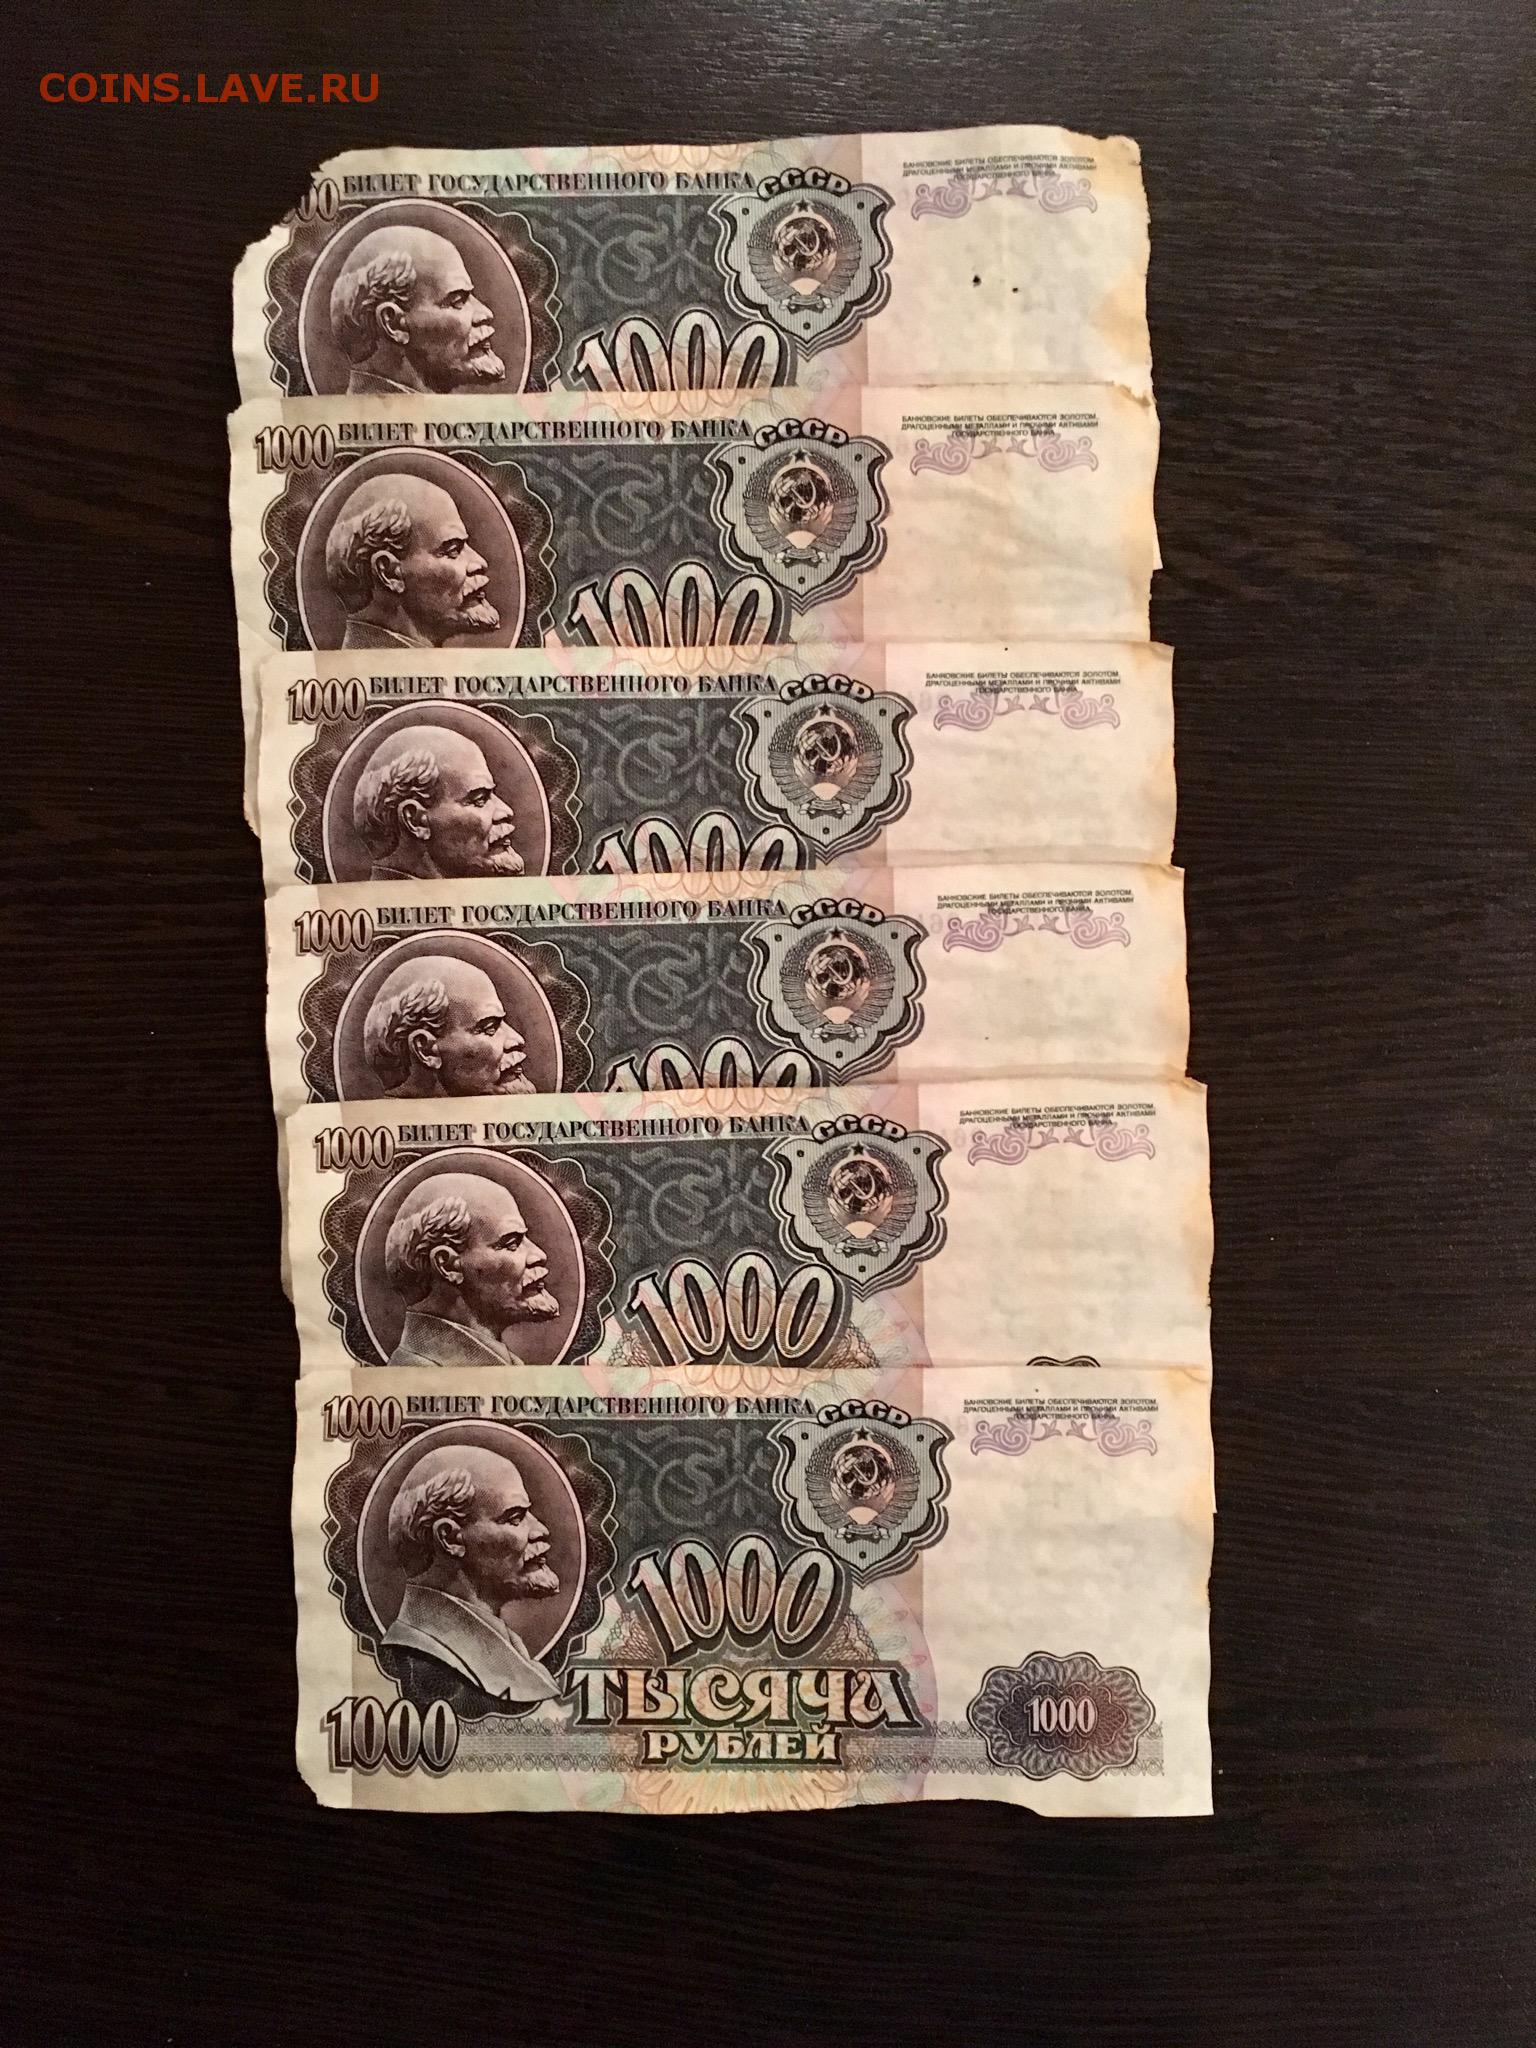 COINS.LAVE.RU
БИЛЕТ ГОСУДАРСТВЕННОГО БАНКА СССР
БАНКОВСКИЕ БИЛЕТЫ ОБЕСПЕЧИВАЮТСЯ ЗОЛОТОМ,
ДРАГОЦЕННЫМИ МЕТАЛЛАМИ И ПРОЧИМИ АКТИВАМИ
ГОСУДАРСТВЕННОГО БАНКА
1000
1000 БИЛЕТ ГОСУДАРСТВЕННОГО БАНКА СССР
БАНКОВСКИЕ БИЛЕТЫ ОБЕСПЕЧИВАЮТСЯ ЗОЛОТОМ,
ДРАГОЦЕННЫМИ МЕТАЛЛАМИ И ПРОЧИМИ АКТИВАМИ
ГОСУДАРСТВЕННОГО БАНКА
1000
1000 БИЛЕТ ГОСУДАРСТВЕННОГО БАНКА СССР
БАНКОВСКИЕ БИЛЕТЫ ОБЕСПЕЧИВАЮТСЯ ЗОЛОТОМ,
ДРАГОЦЕННЫМИ МЕТАЛЛАМИ И ПРОЧИМИ АКТИВАМИ
ГОСУДАРСТВЕННОГО БАНКА
1000
1000 БИЛЕТ ГОСУДАРСТВЕННОГО БАНКА СССР
БАНКОВСКИЕ БИЛЕТЫ ОБЕСПЕЧИВАЮТСЯ ЗОЛОТОМ,
ДРАГОЦЕННЫМИ МЕТАЛЛАМИ И ПРОЧИМИ АКТИВАМИ
ГОСУДАРСТВЕННОГО БАНКА
1000
1000 БИЛЕТ ГОСУДАРСТВЕННОГО БАНКА СССР
БАНКОВСКИЕ БИЛЕТЫ ОБЕСПЕЧИВАЮТСЯ ЗОЛОТОМ,
ДРАГОЦЕННЫМИ МЕТАЛЛАМИ И ПРОЧИМИ АКТИВАМИ
ГОСУДАРСТВЕННОГО БАНКА
1000
1000 БИЛЕТ ГОСУДАРСТВЕННОГО БАНКА СССР
БАНКОВСКИЕ БИЛЕТЫ ОБЕСПЕЧИВАЮТСЯ ЗОЛОТОМ,
ДРАГОЦЕННЫМИ МЕТАЛЛАМИ И ПРОЧИМИ АКТИВАМИ
ГОСУДАРСТВЕННОГО БАНКА
1000
ТЫСЯЧА
РУБЛЕЙ
1000
1000